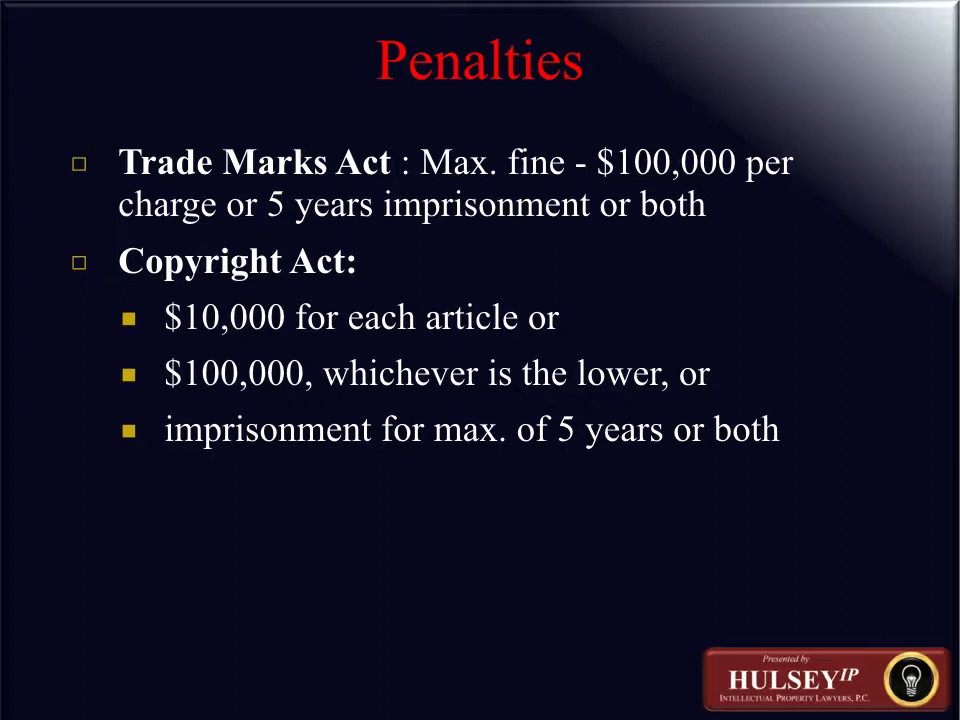 Penalties
Trade Marks Act : Max. fine - $100,000 per
charge or 5 years imprisonment or both
Copyright Act:
$10,000 for each article or
$100,000, whichever is the lower, or
imprisonment for max. of 5 years or both
Presented by
HULSEY IP
INTELLECTUAL PROPERTY LAWYERS, P.C.